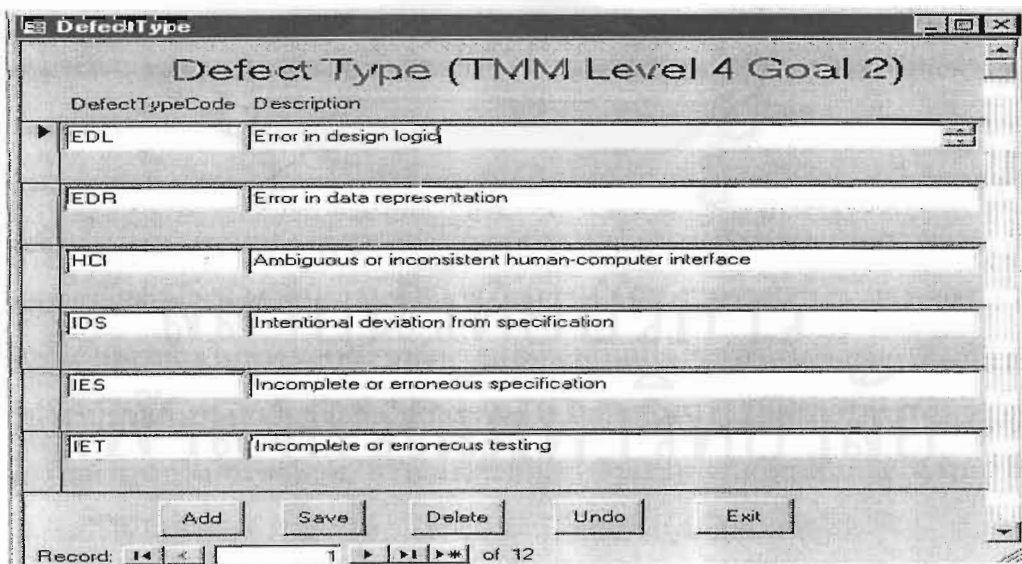 DefectType
Defect Type (TMM Level 4 Goal 2)
DefectTypeCode Description
EDL Error in design logic
EDR Error in data representation
HCI Ambiguous or inconsistent human-computer interface
IDS Intentional deviation from specification
IES Incomplete or erroneous specification
IET Incomplete or erroneous testing
Add Save Delete Undo Exit
Record: 1 of 12